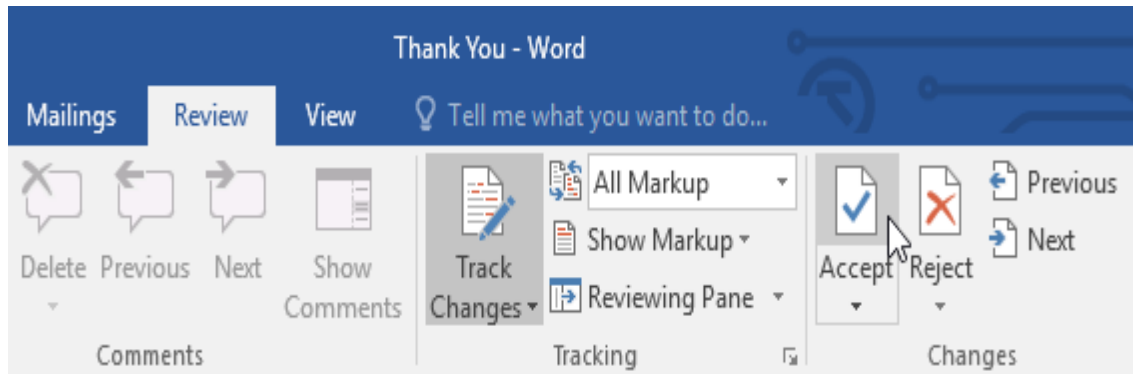 Thank You - Word
Mailings Review View Tell me what you want to do...
Delete Previous Next Show Comments
Track Changes
All Markup
Show Markup
Reviewing Pane
Accept Reject
Previous
Next
Comments Tracking Changes